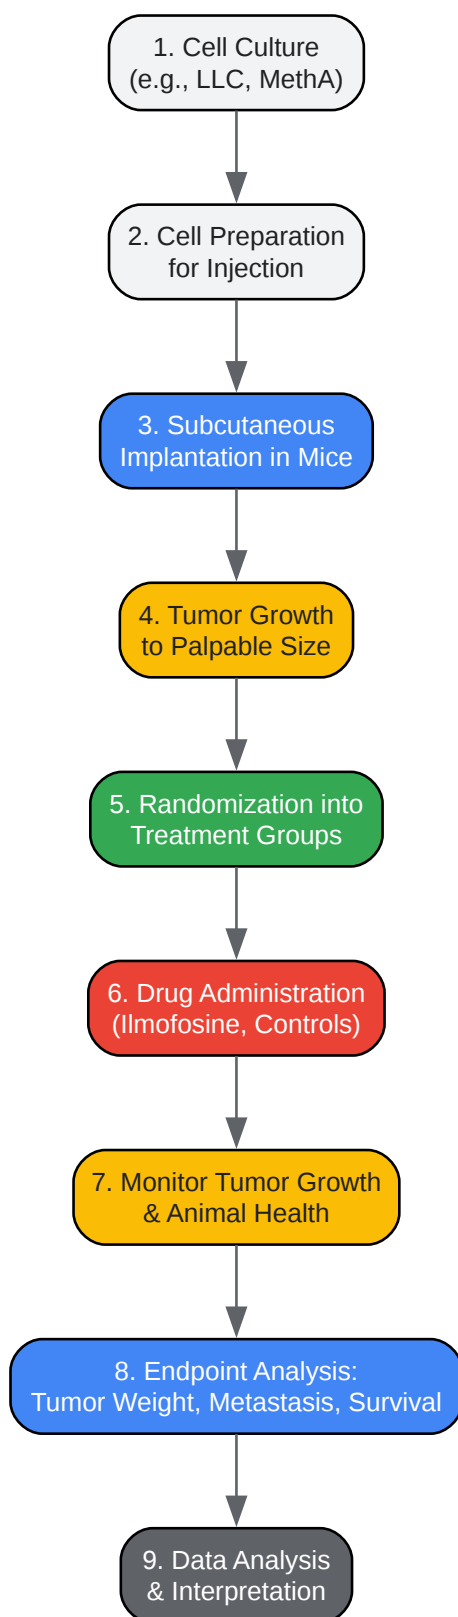 1. Cell Culture
(e.g., LLC, MethA)
2. Cell Preparation
for Injection
3. Subcutaneous
Implantation in Mice
4. Tumor Growth
to Palpable Size
5. Randomization into
Treatment Groups
6. Drug Administration
(Ilmofosine, Controls)
7. Monitor Tumor Growth
& Animal Health
8. Endpoint Analysis:
Tumor Weight, Metastasis, Survival
9. Data Analysis
& Interpretation